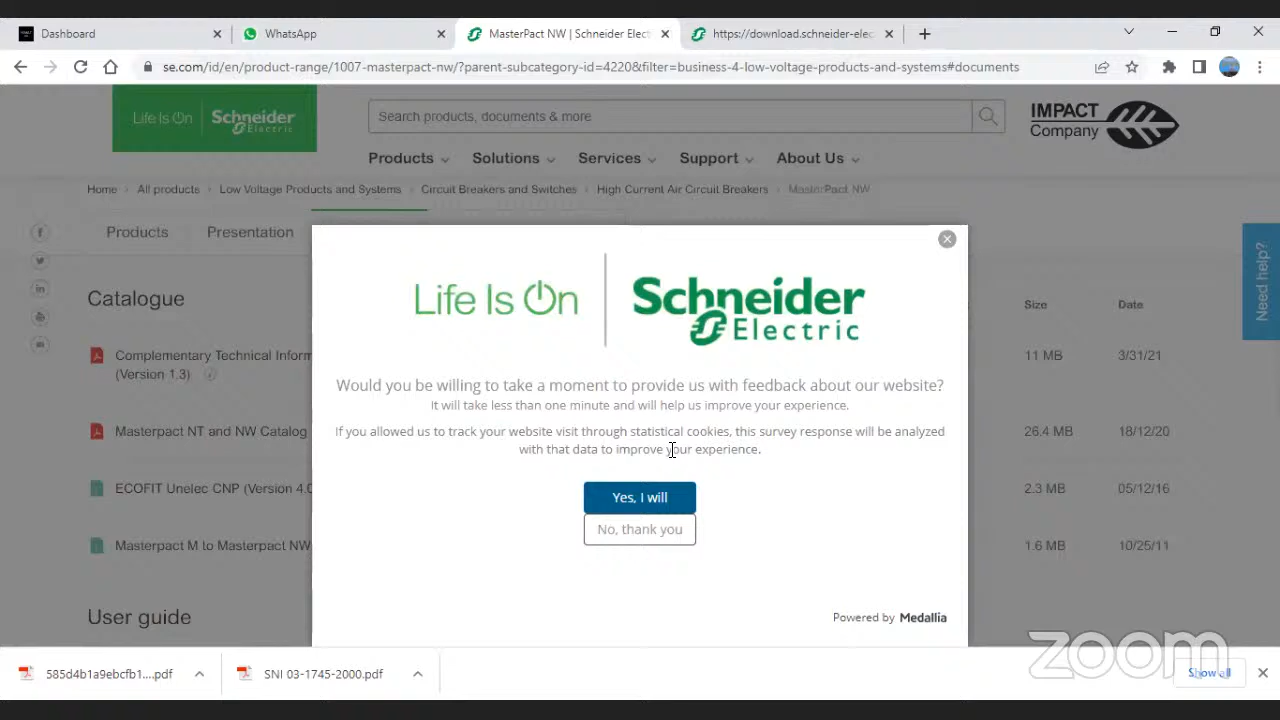 Dashboard
WhatsApp
MasterPact NW | Schneider Elec
https://download.schneider-elec
se.com/id/en/product-range/1007-masterpact-nw/?parent-subcategory-id=4220&filter=business-4-low-voltage-products-and-systems#documents
Life Is On | Schneider Electric
Search products, documents & more
IMPACT
Company
Products
Solutions
Services
Support
About Us
Home
All products
Low Voltage Products and Systems
Circuit Breakers and Switches
High Current Air Circuit Breakers
MasterPact NW
Products
Presentation
Need help?
Catalogue
Size
Date
Complementary Technical Inform
(Version 1.3)
11 MB
3/31/21
Masterpact NT and NW Catalog
26.4 MB
18/12/20
ECOFIT Unelec CNP (Version 4.0
2.3 MB
05/12/16
Masterpact M to Masterpact NW
1.6 MB
10/25/11
User guide
Life Is On
Schneider
Electric
Would you be willing to take a moment to provide us with feedback about our website?
It will take less than one minute and will help us improve your experience.
If you allowed us to track your website visit through statistical cookies, this survey response will be analyzed
with that data to improve your experience.
Yes, I will
No, thank you
Powered by Medallia
585d4b1a9ebcfb1....pdf
SNI 03-1745-2000.pdf
Show all
zoom